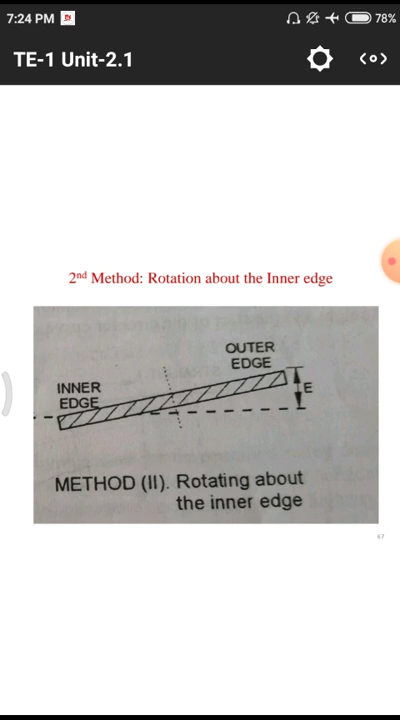 7:24 PM
78%
TE-1 Unit-2.1
2nd Method: Rotation about the Inner edge
OUTER
EDGE
INNER
EDGE
E
METHOD (II). Rotating about
the inner edge
67